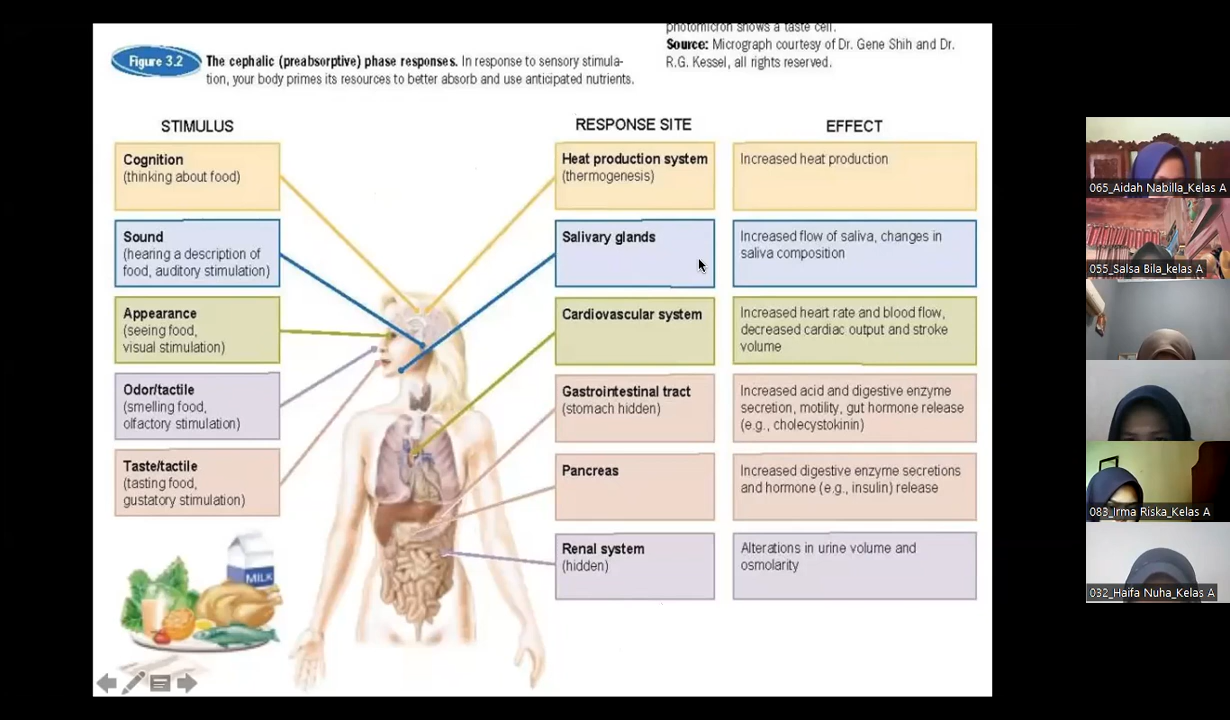 photomicron shows a taste cell.
Source: Micrograph courtesy of Dr. Gene Shih and Dr.
R.G. Kessel, all rights reserved.
Figure 3.2
The cephalic (preabsorptive) phase responses. In response to sensory stimula-
tion, your body primes its resources to better absorb and use anticipated nutrients.
STIMULUS
RESPONSE SITE
EFFECT
Cognition
(thinking about food)
Heat production system
(thermogenesis)
Increased heat production
Sound
(hearing a description of
food, auditory stimulation)
Salivary glands
Increased flow of saliva, changes in
saliva composition
Appearance
(seeing food,
visual stimulation)
Cardiovascular system
Increased heart rate and blood flow,
decreased cardiac output and stroke
volume
Odor/tactile
(smelling food,
olfactory stimulation)
Gastrointestinal tract
(stomach hidden)
Increased acid and digestive enzyme
secretion, motility, gut hormone release
(e.g., cholecystokinin)
Taste/tactile
(tasting food,
gustatory stimulation)
Pancreas
Increased digestive enzyme secretions
and hormone (e.g., insulin) release
Renal system
(hidden)
Alterations in urine volume and
osmolarity
MILK
065_Aidah Nabilla_Kelas A
055_Salsa Bila_kelas A
083_Irma Riska_Kelas A
032_Haifa Nuha_Kelas A